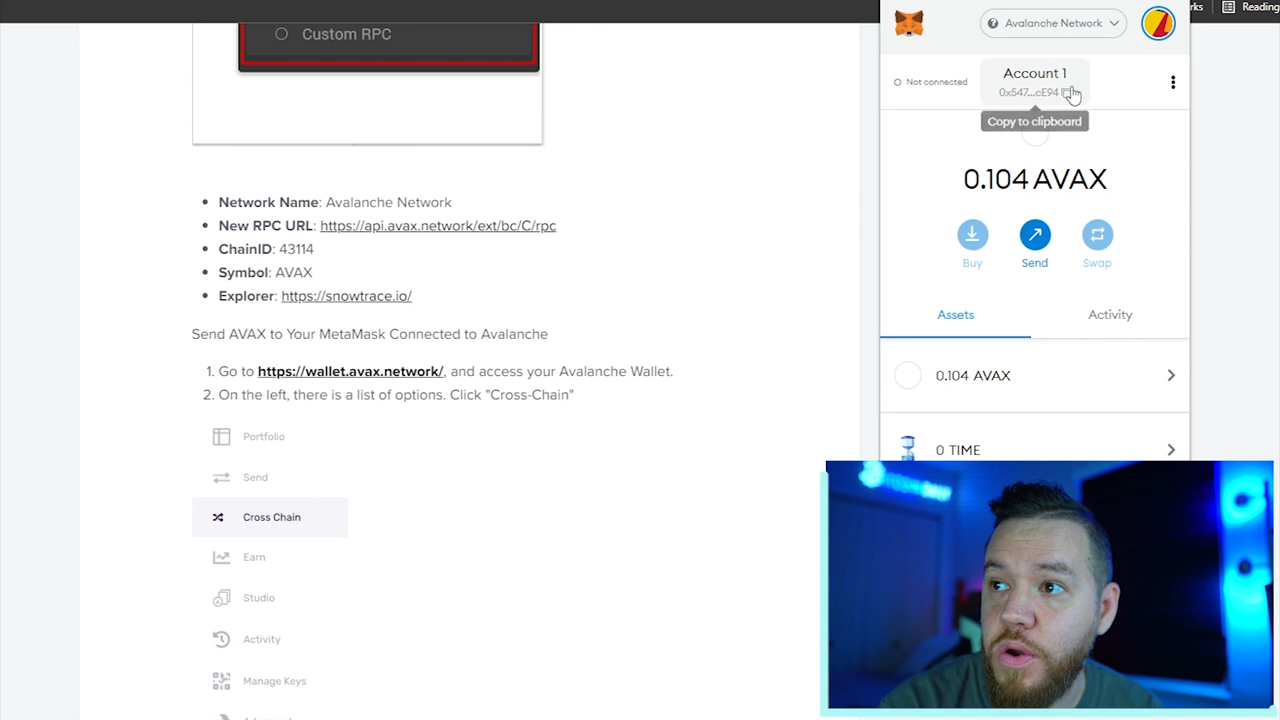 rks
Reading
Custom RPC
Network Name: Avalanche Network
New RPC URL: https://api.avax.network/ext/bc/C/rpc
ChainID: 43114
Symbol: AVAX
Explorer: https://snowtrace.io/
Send AVAX to Your MetaMask Connected to Avalanche
1. Go to https://wallet.avax.network/, and access your Avalanche Wallet.
2. On the left, there is a list of options. Click "Cross-Chain"
Portfolio
Send
Cross Chain
Earn
Studio
Activity
Manage Keys
Avalanche Network
Not connected
Account 1
0x547...cE94
Copy to clipboard
0.104 AVAX
Buy
Send
Swap
Assets
Activity
0.104 AVAX
0 TIME